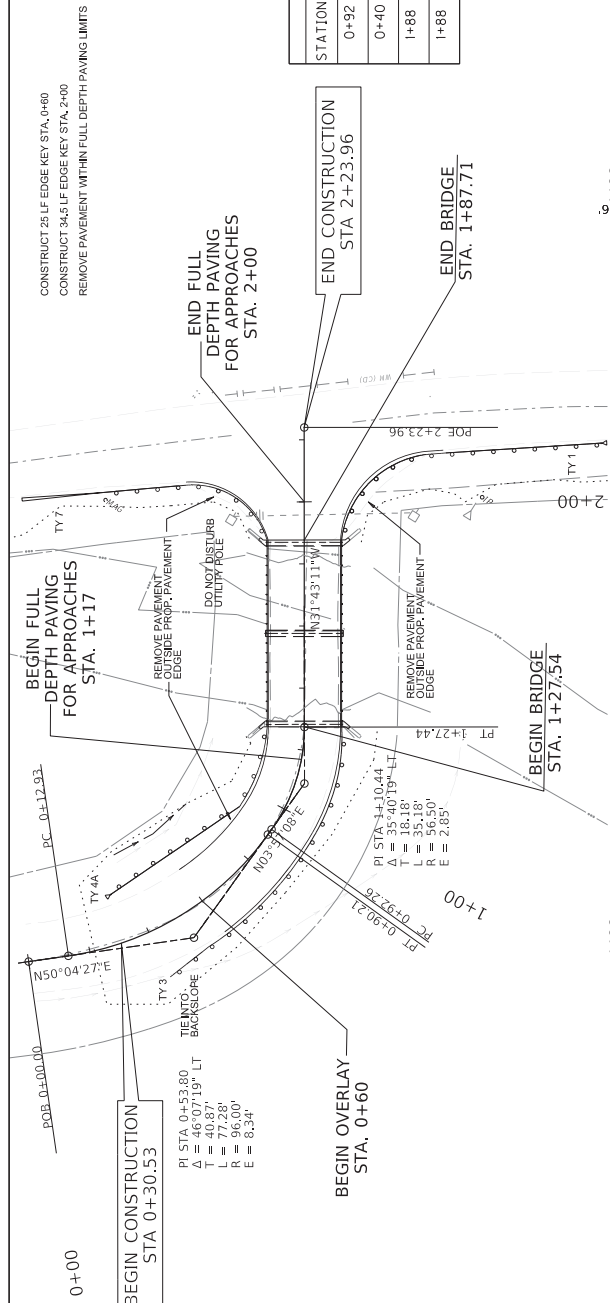 CONSTRUCT 25 LF EDGE KEY STA. 0+60
CONSTRUCT 34.5 LF EDGE KEY STA. 2+00
REMOVE PAVEMENT WITHIN FULL DEPTH PAVING LIMITS
STATION
0+92
0+40
1+88
1+88
BEGIN FULL
DEPTH PAVING
FOR APPROACHES
STA. 1+17
END FULL
DEPTH PAVING
FOR APPROACHES
STA. 2+00
END CONSTRUCTION
STA 2+23.96
END BRIDGE
STA. 1+87.71
PC 0+12.93
POB 0+00.00
0+00
TY 7
MAG
REMOVE PAVEMENT
OUTSIDE PROP. PAVEMENT
EDGE
DO NOT DISTURB
UTILITY POLE
WM (CD)
TY 4A
N50°04'27"E
N31°43'11"W
POE 2+23.96
TY 3
TIE INTO
BACKSLOPE
PT 1+27.44
REMOVE PAVEMENT
OUTSIDE PROP. PAVEMENT
EDGE
TY 1
2+00
BEGIN CONSTRUCTION
STA 0+30.53
PI STA 0+53.80
Δ = 46°07'19" LT
T = 40.87'
L = 77.28'
R = 96.00'
E = 8.34'
PI STA 1+10.44
Δ = 35°40'19" LT
T = 18.18'
L = 35.18'
R = 56.50'
E = 2.85'
PT 0+90.21
PC 0+92.26
1+00
BEGIN OVERLAY
STA. 0+60
BEGIN BRIDGE
STA. 1+27.54